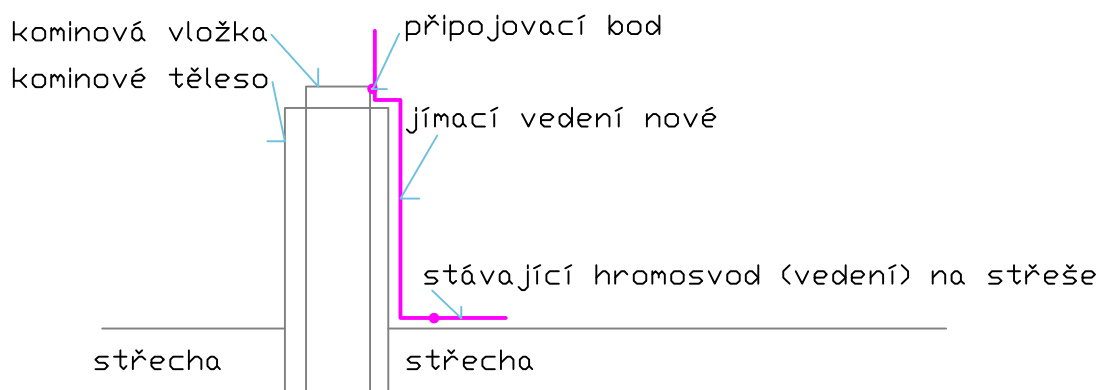 kominová vložka
připojovací bod
kominové těleso
jímací vedení nové
stávající hromosvod (vedení) na střeše
střecha
střecha